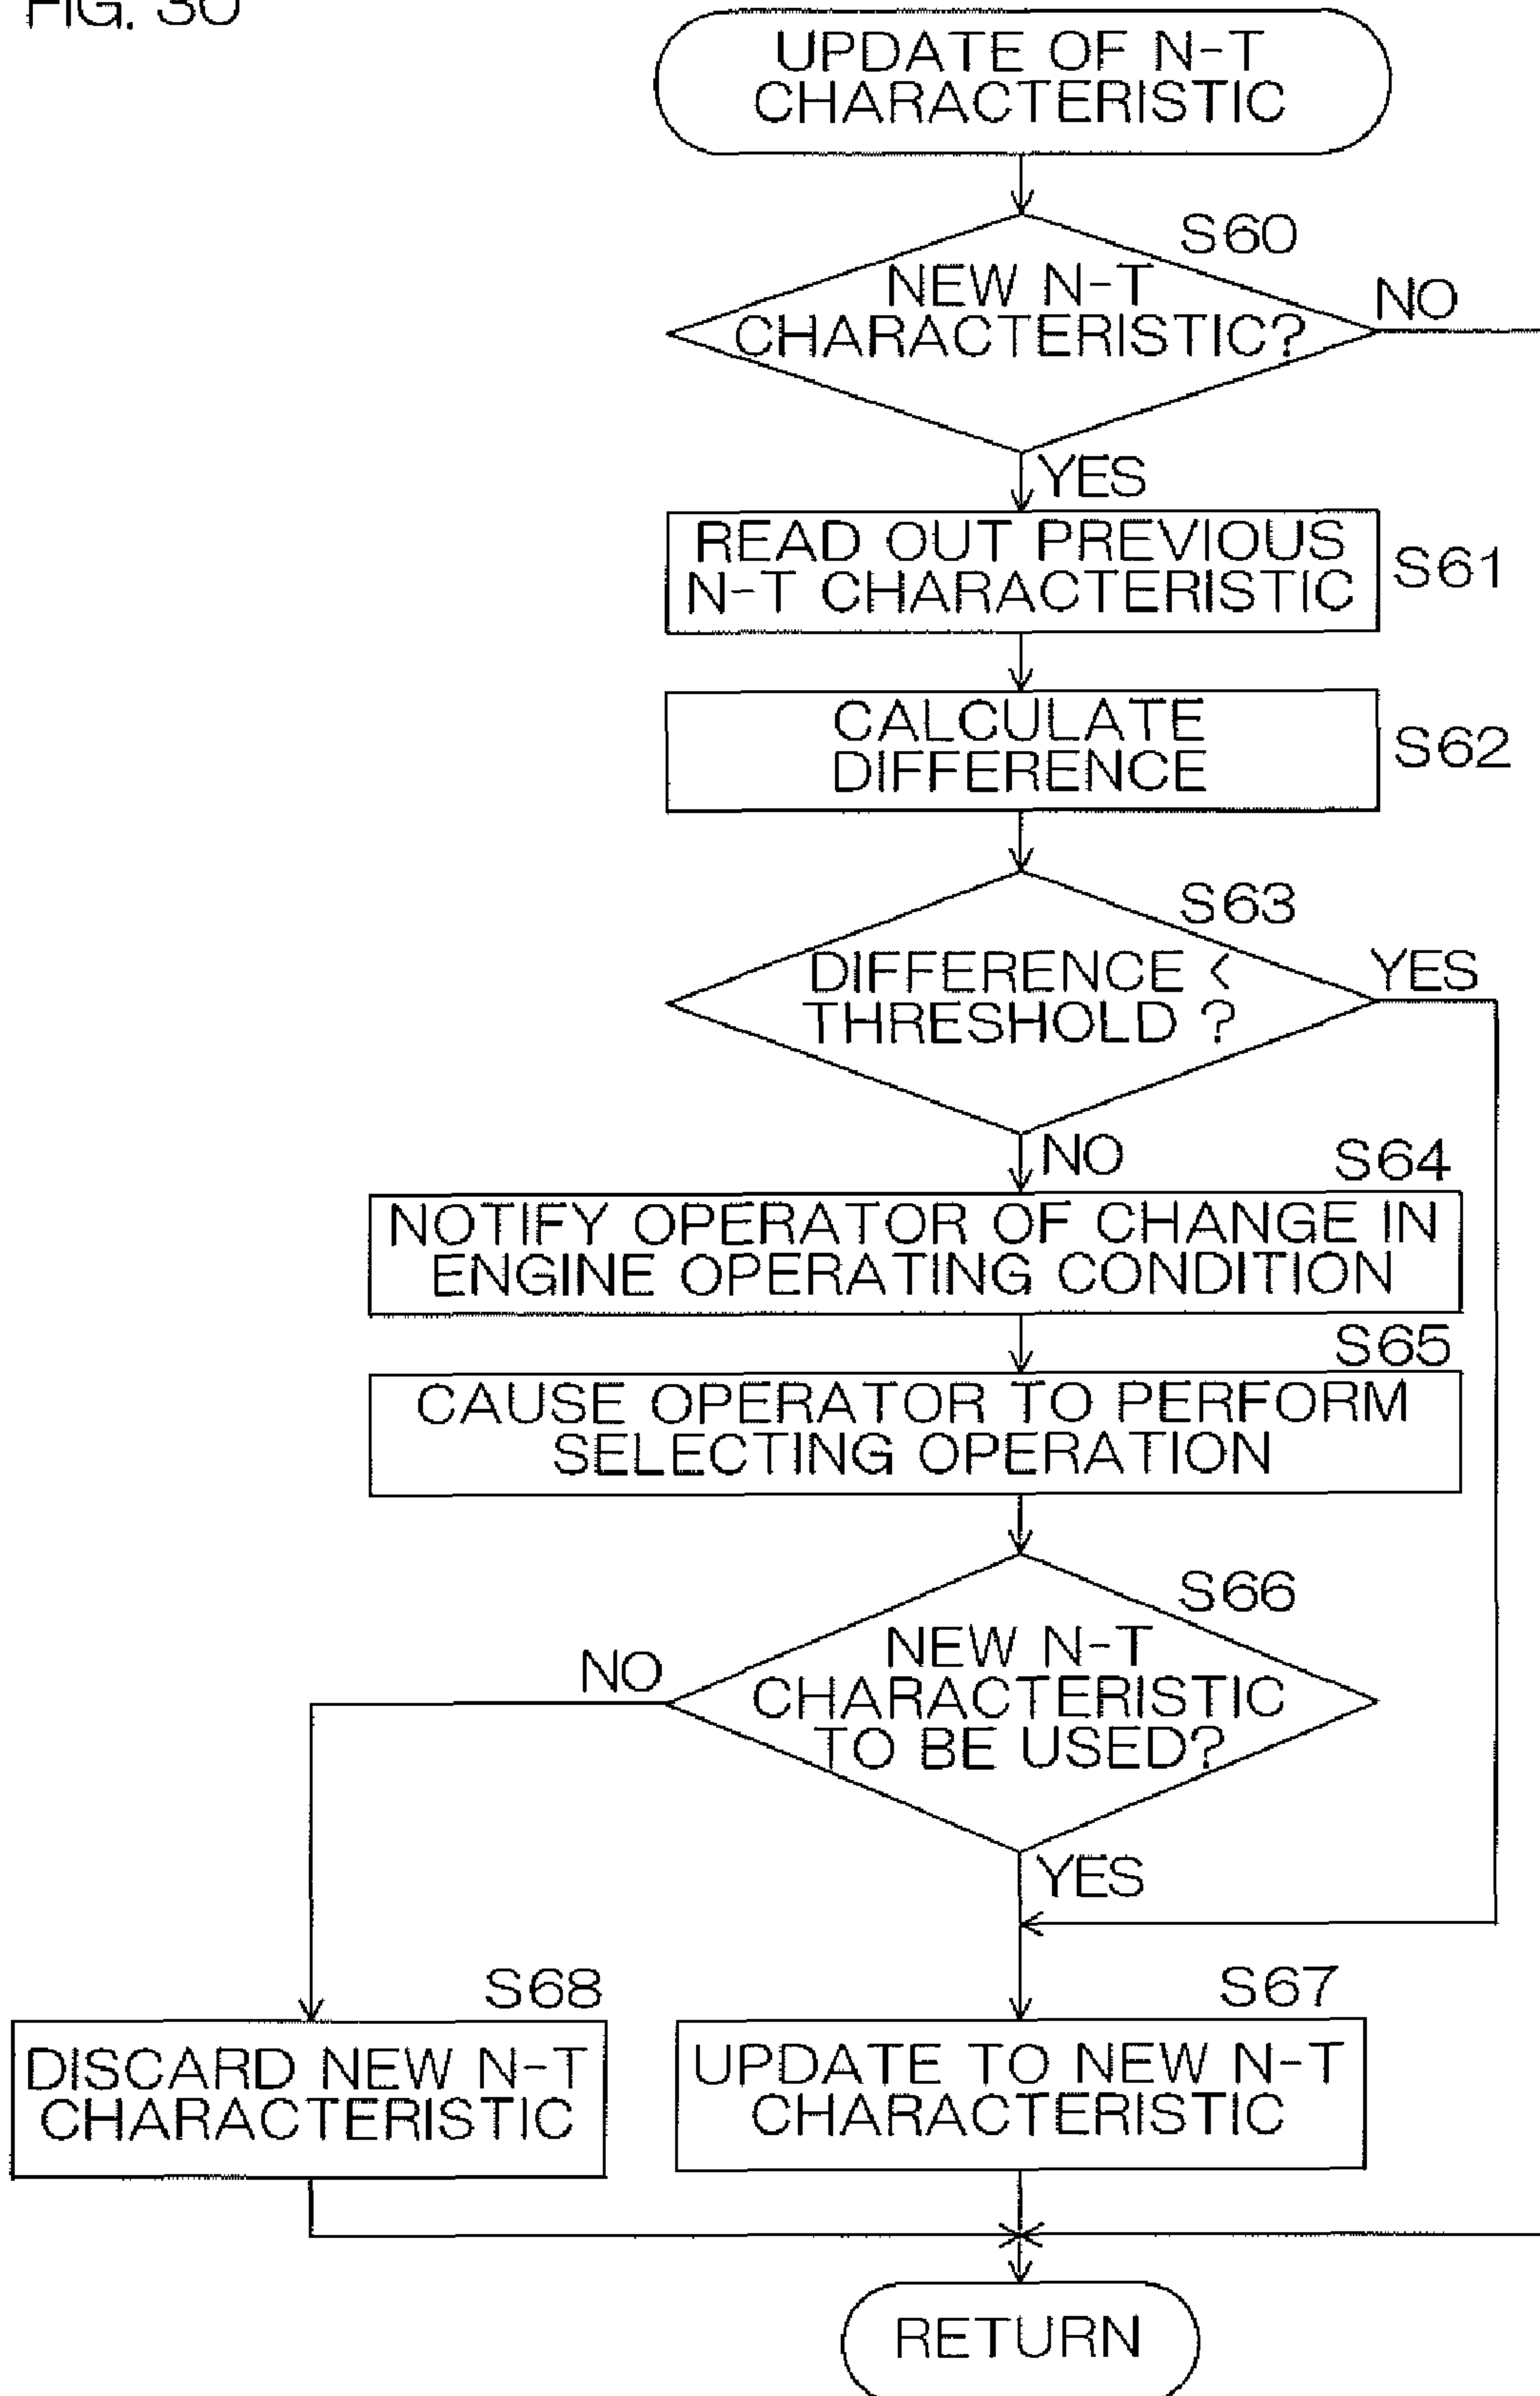 FIG. 30
UPDATE OF N-T
CHARACTERISTIC
S60
NEW N-T
CHARACTERISTIC?
NO
YES
READ OUT PREVIOUS
N-T CHARACTERISTIC
S61
CALCULATE
DIFFERENCE
S62
S63
DIFFERENCE <
THRESHOLD ?
YES
NO
S64
NOTIFY OPERATOR OF CHANGE IN
ENGINE OPERATING CONDITION
S65
CAUSE OPERATOR TO PERFORM
SELECTING OPERATION
S66
NEW N-T
CHARACTERISTIC
TO BE USED?
NO
YES
S68
DISCARD NEW N-T
CHARACTERISTIC
S67
UPDATE TO NEW N-T
CHARACTERISTIC
RETURN